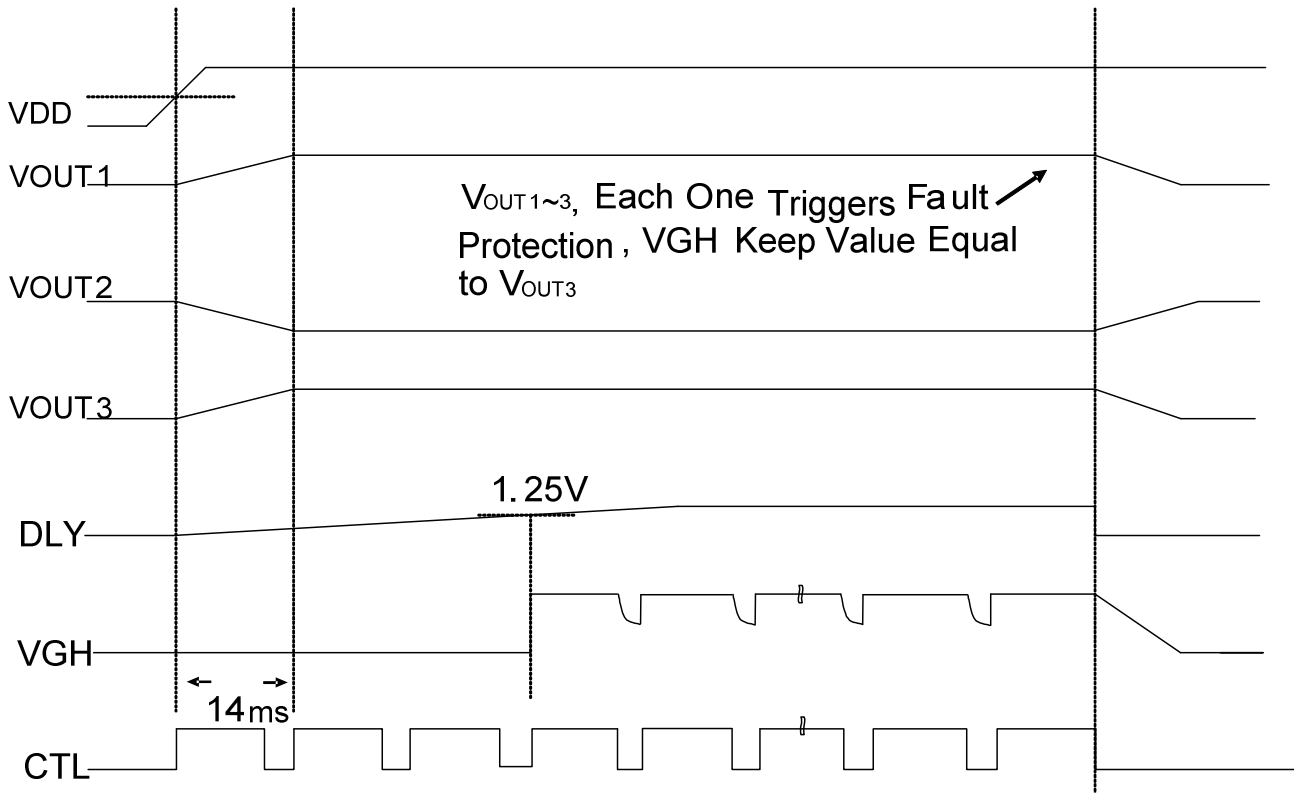 VDD
VOUT1
VOUT1~3, Each One Triggers Fault
Protection, VGH Keep Value Equal
to VOUT3
VOUT2
VOUT3
1.25V
DLY
VGH
14ms
CTL